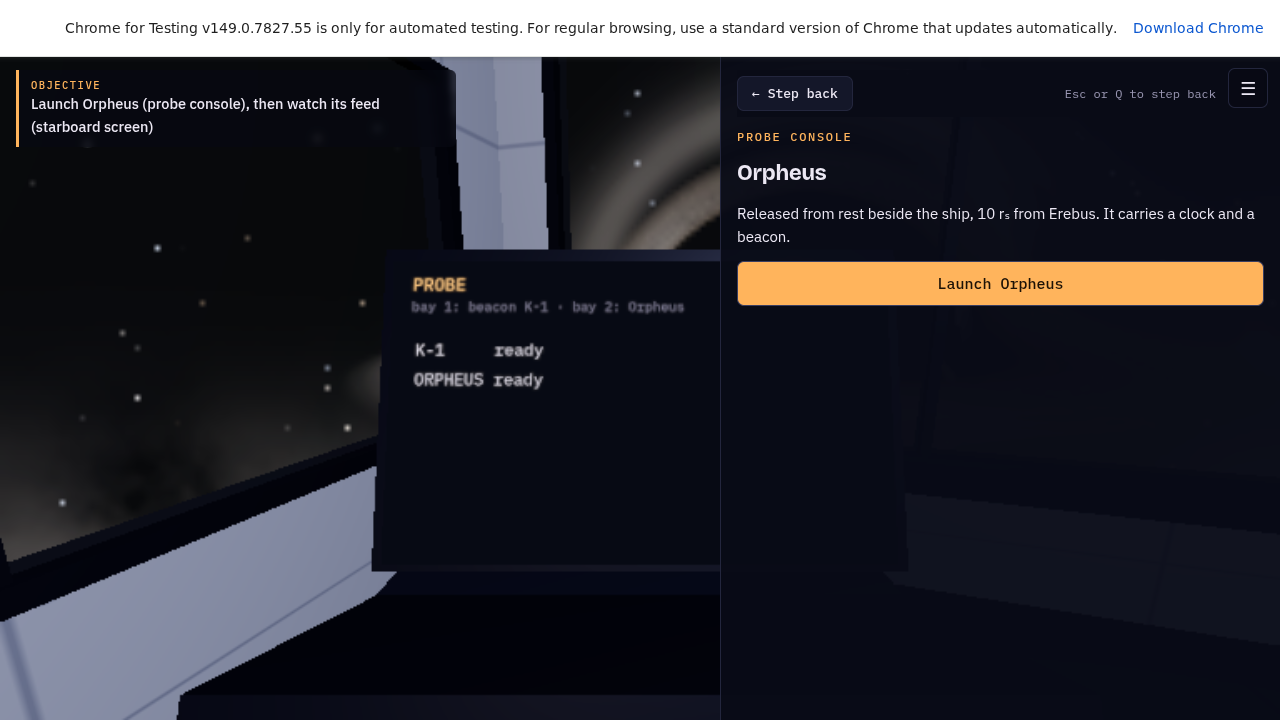 Chrome for Testing v149.0.7827.55 is only for automated testing. For regular browsing, use a standard version of Chrome that updates automatically. Download Chrome
OBJECTIVE
Launch Orpheus (probe console), then watch its feed
(starboard screen)
← Step back
Esc or Q to step back
☰
PROBE CONSOLE
Orpheus
Released from rest beside the ship, 10 rₛ from Erebus. It carries a clock and a
beacon.
Launch Orpheus
PROBE
bay 1: beacon K-1 · bay 2: Orpheus
K-1 ready
ORPHEUS ready